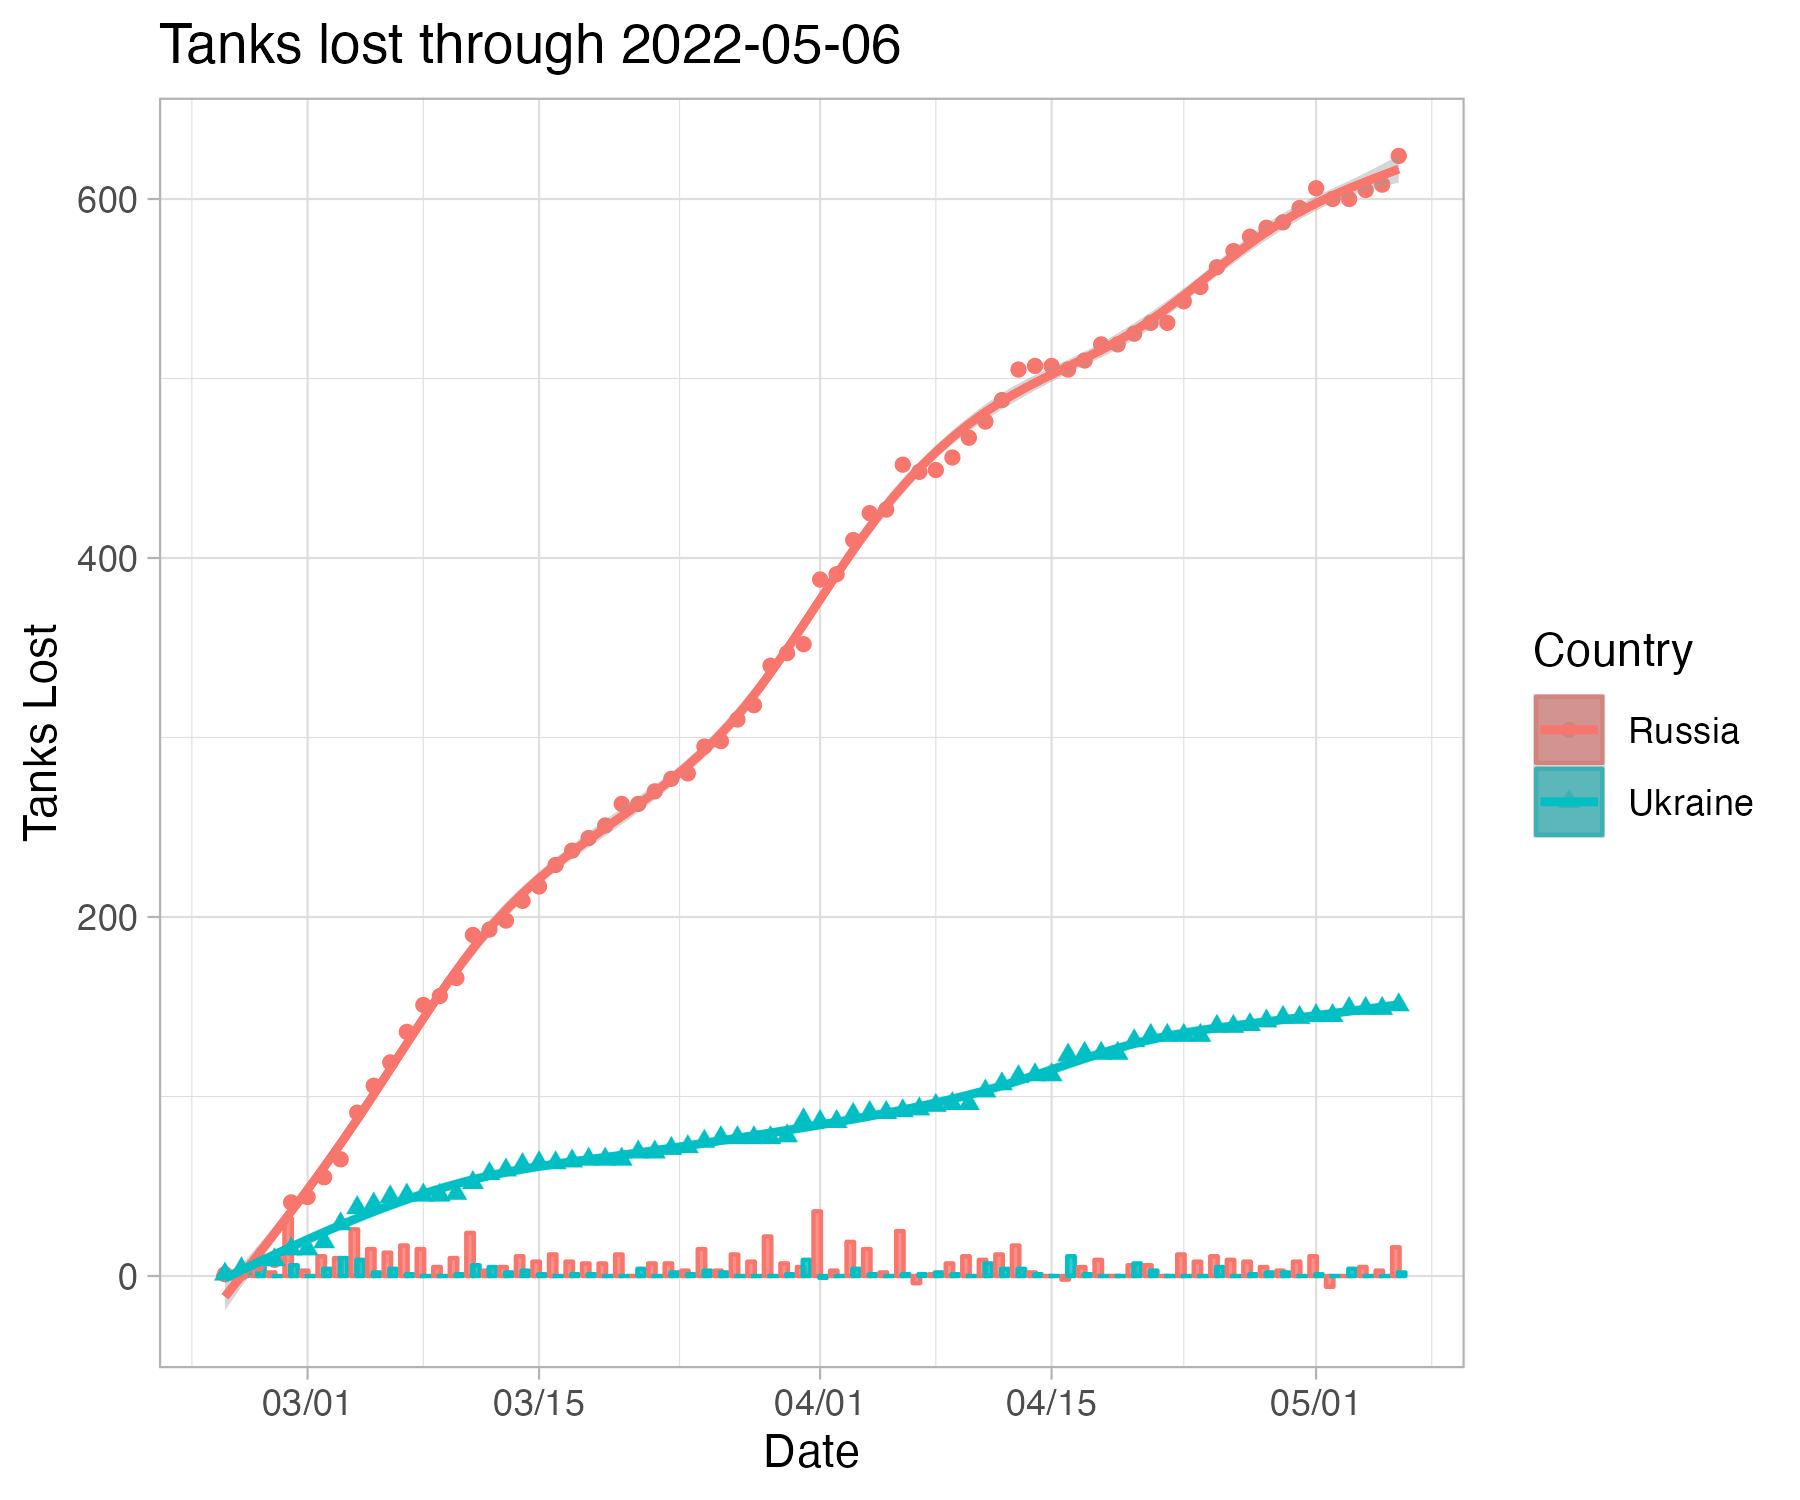 Tanks lost through 2022-05-06
Tanks Lost
600
400
200
0
03/01 03/15 04/01 04/15 05/01
Date
Country
Russia
Ukraine